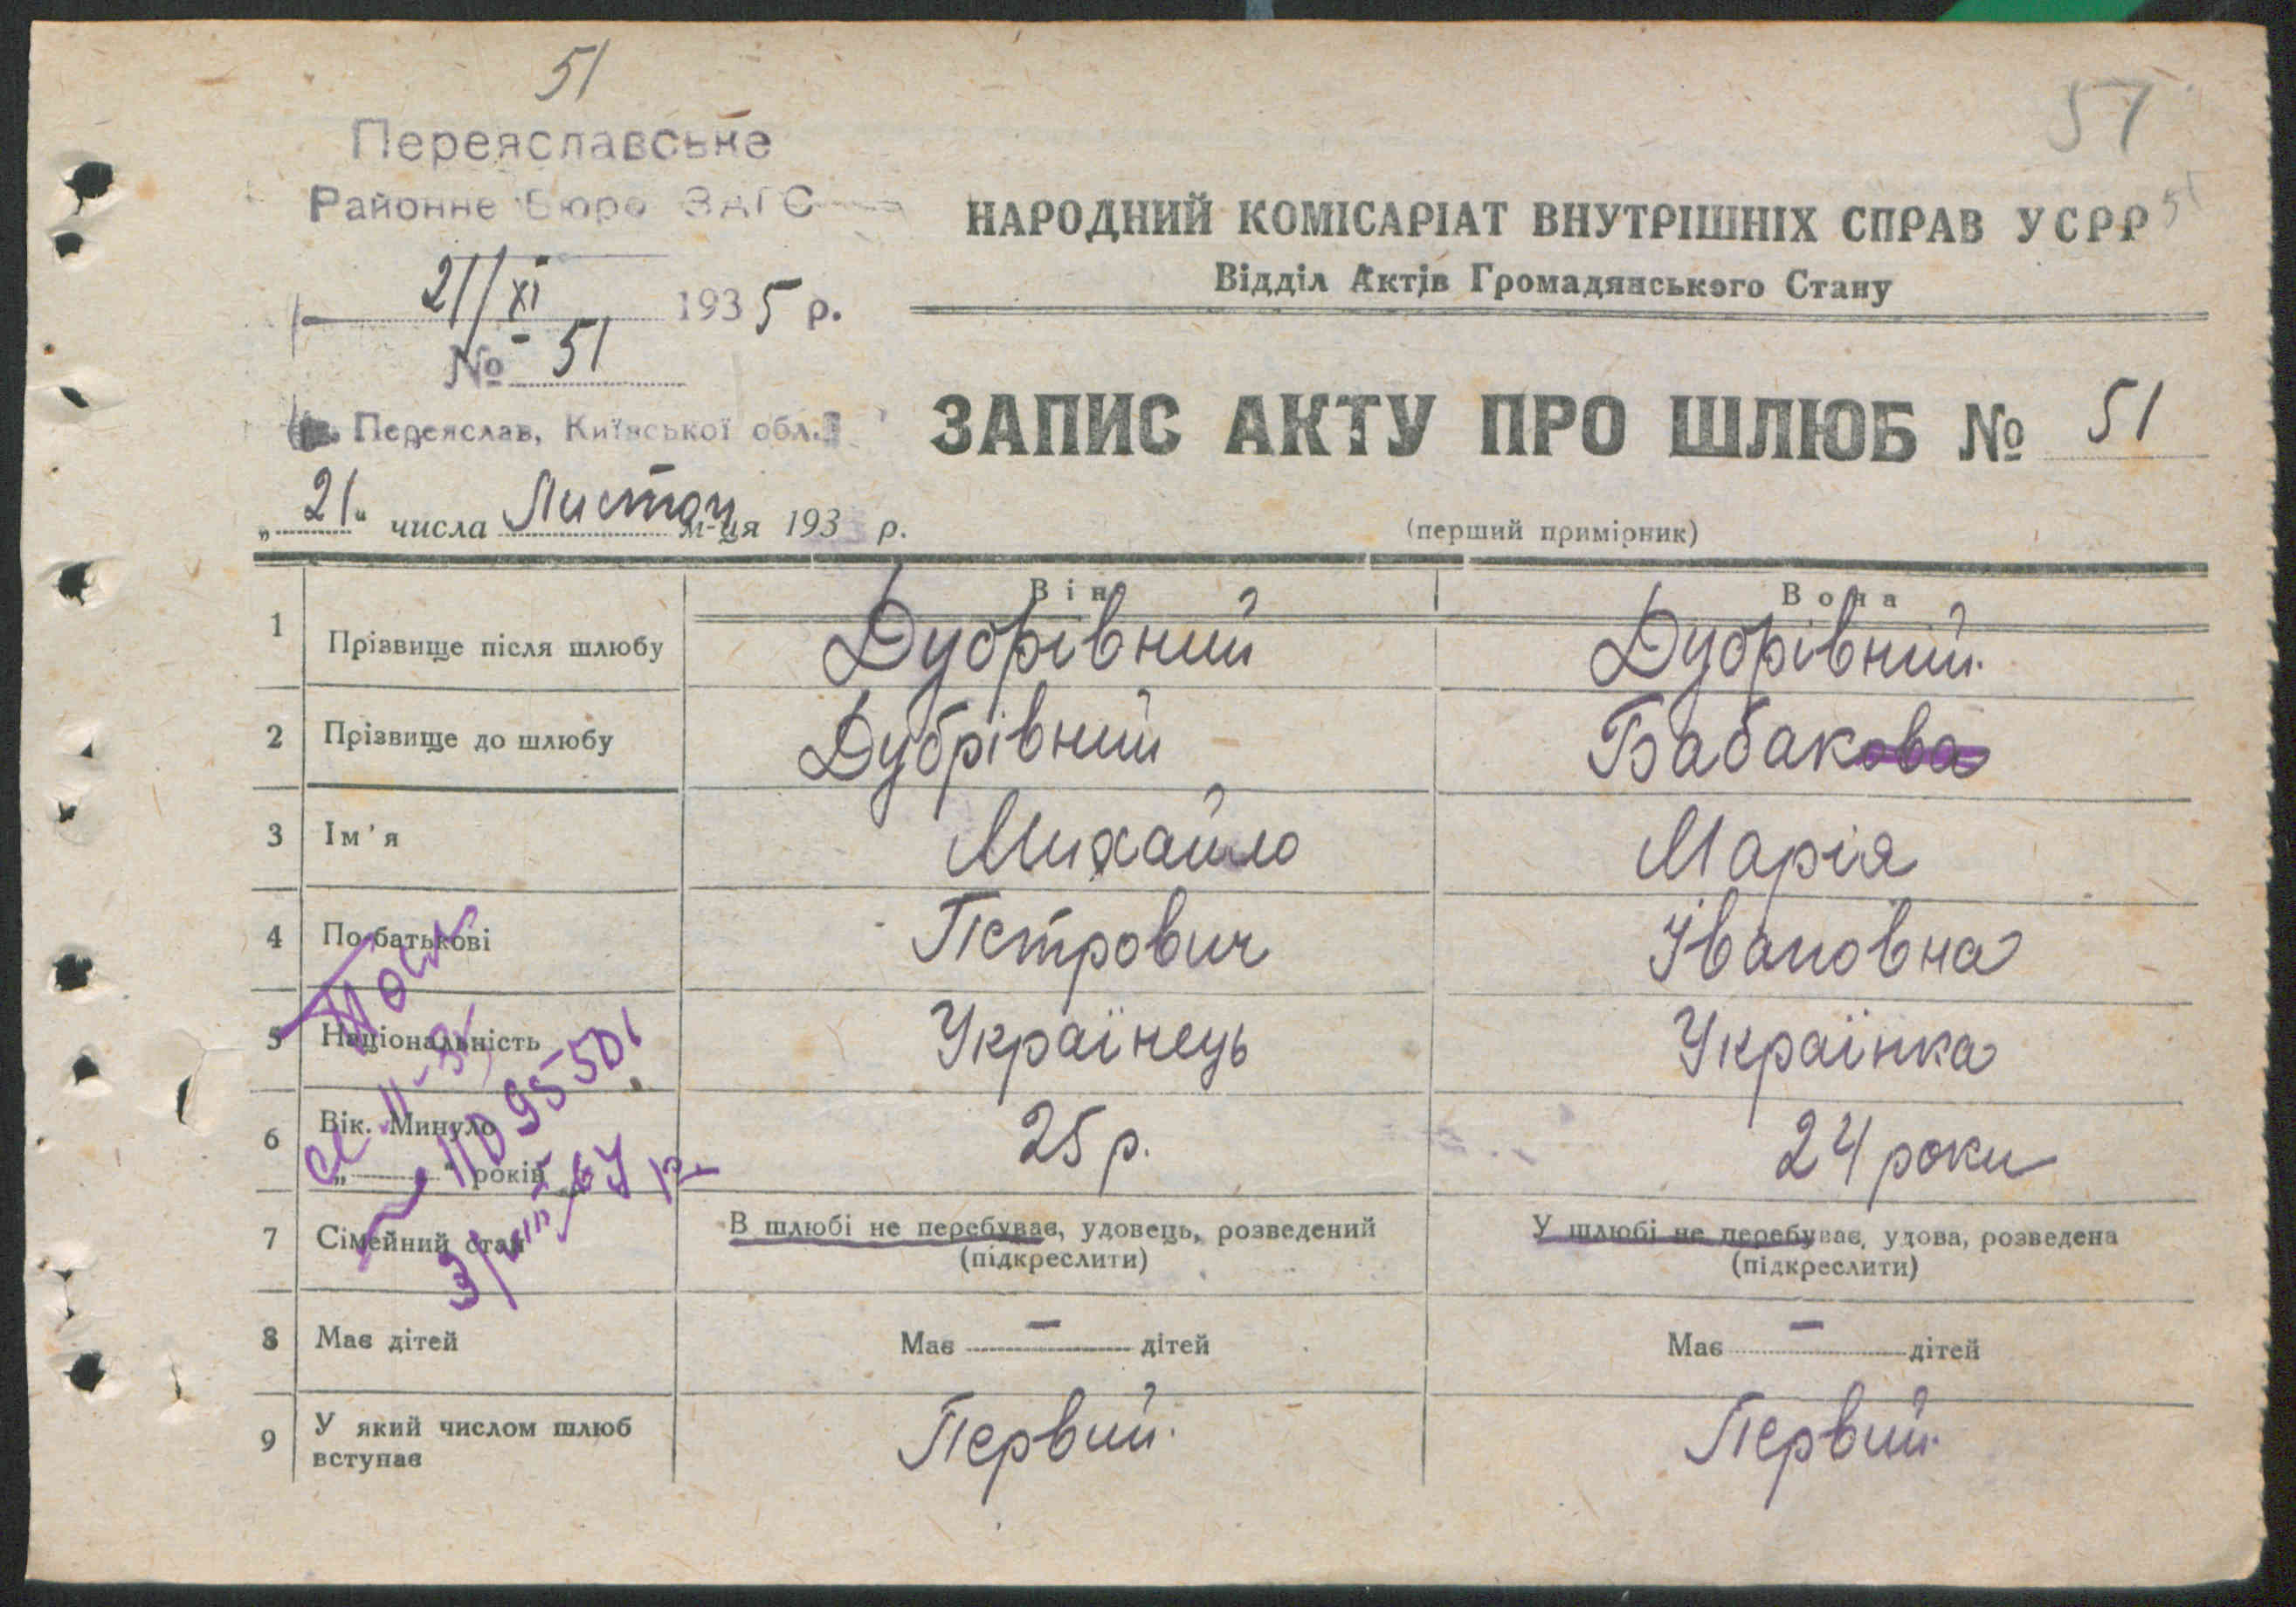 51
57
51
Переяславське
Районне Бюро ЗАГС
21/XI 1935 р.
№ 51
м. Переяслав, Київської обл.
НАРОДНИЙ КОМІСАРІАТ ВНУТРІШНІХ СПРАВ УСРР
Відділ Актів Громадянського Стану
ЗАПИС АКТУ ПРО ШЛЮБ № 51
(перший примірник)
„21“ числа Листоп м-ця 193 р.
Він Вона
1 Прізвище після шлюбу Дубрівний Дубрівний.
2 Прізвище до шлюбу Дубрівний Бабакова
3 Ім'я Михайло Марія
4 По батькові Петрович Івановна
5 Національність Українець Українка
6 Вік. Минуло „ “ років 25 р. 24 роки
7 Сімейний стан В шлюбі не перебуває, удовець, розведений (підкреслити) У шлюбі не перебуває, удова, розведена (підкреслити)
8 Має дітей Має — дітей Має — дітей
9 У який числом шлюб вступає Первий. Первий.